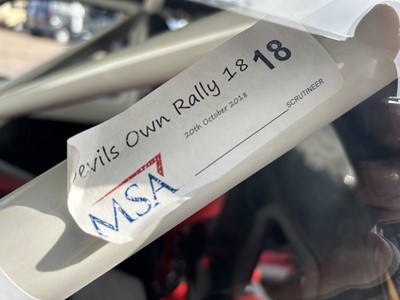 evils Own Rally 18 18
20th October 2018
SCRUTINEER
MSA